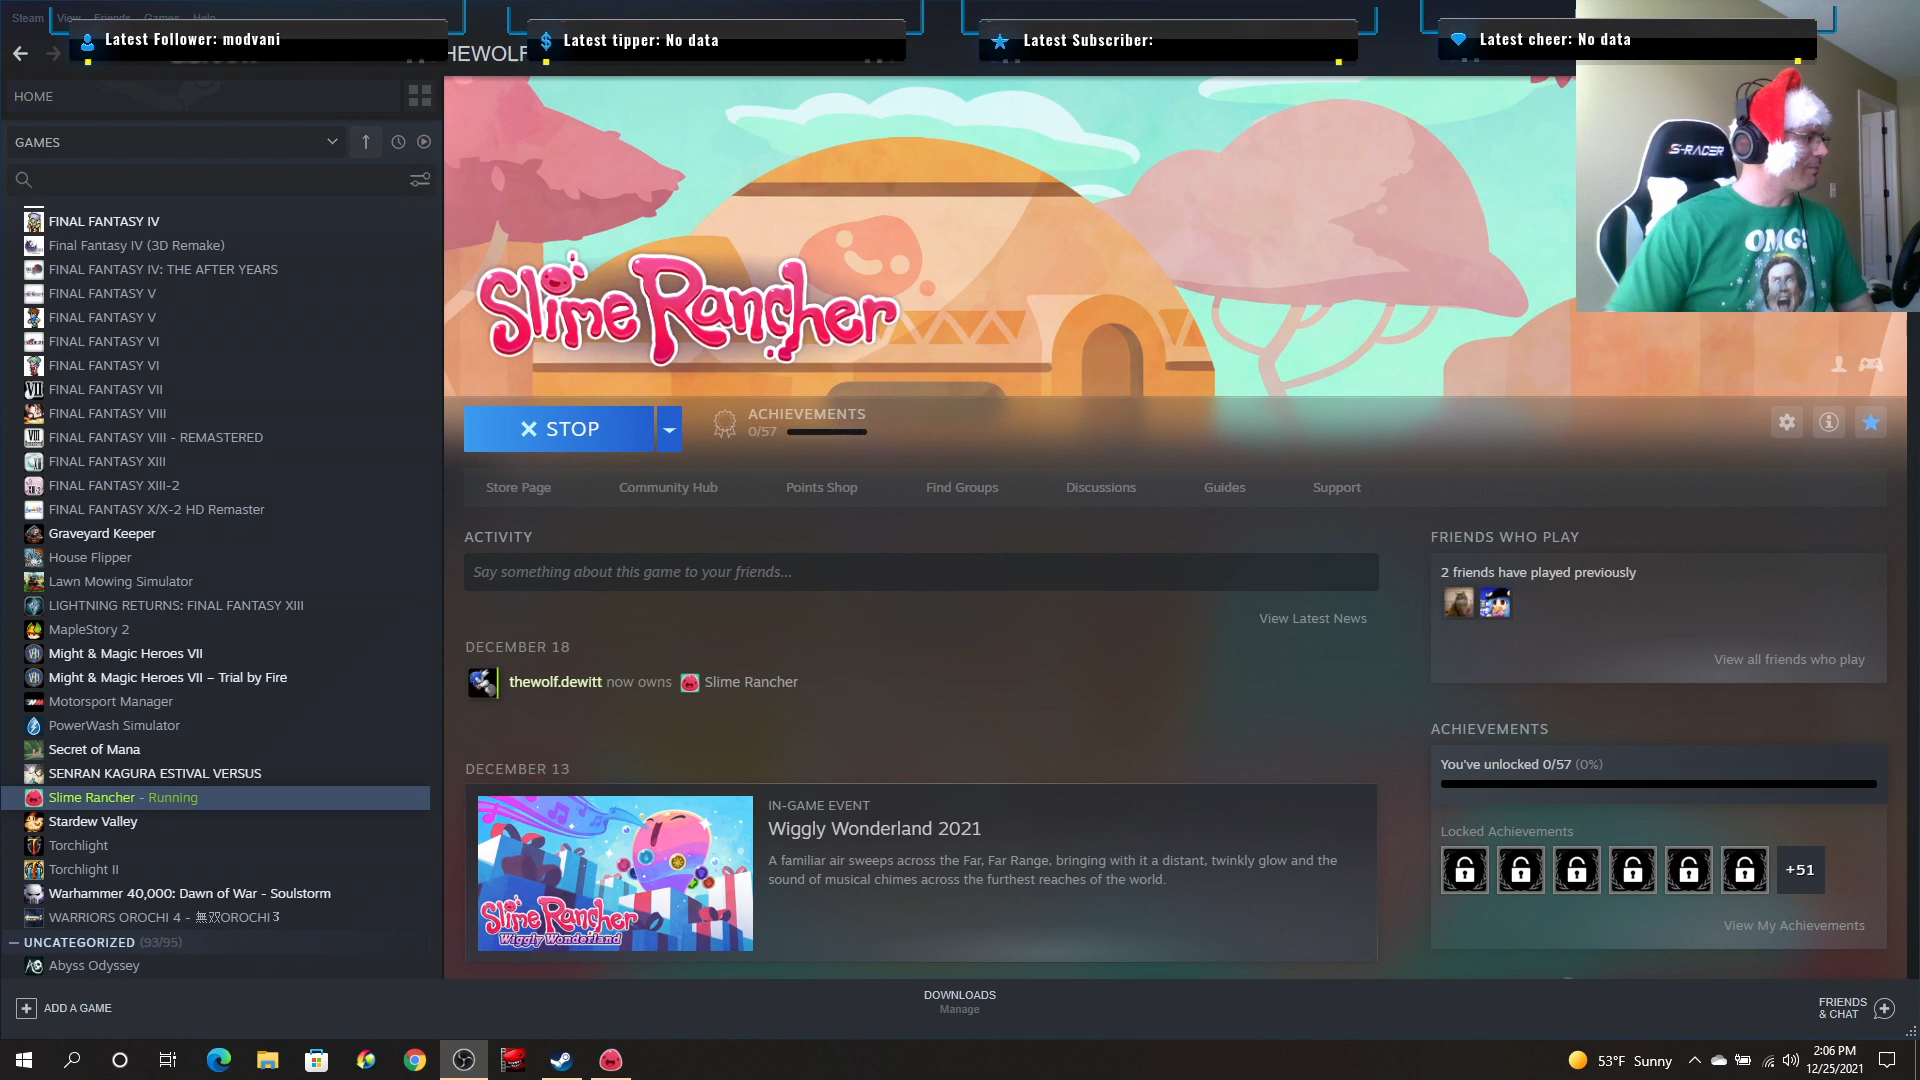 Steam View Friends Games Help
Latest Follower: modvani
Latest tipper: No data
Latest Subscriber:
Latest cheer: No data
HEWOLF
HOME
GAMES
FINAL FANTASY IV
Final Fantasy IV (3D Remake)
FINAL FANTASY IV: THE AFTER YEARS
FINAL FANTASY V
FINAL FANTASY V
FINAL FANTASY VI
FINAL FANTASY VI
FINAL FANTASY VII
FINAL FANTASY VIII
FINAL FANTASY VIII - REMASTERED
FINAL FANTASY XIII
FINAL FANTASY XIII-2
FINAL FANTASY X/X-2 HD Remaster
Graveyard Keeper
House Flipper
Lawn Mowing Simulator
LIGHTNING RETURNS: FINAL FANTASY XIII
MapleStory 2
Might & Magic Heroes VII
Might & Magic Heroes VII – Trial by Fire
Motorsport Manager
PowerWash Simulator
Secret of Mana
SENRAN KAGURA ESTIVAL VERSUS
Slime Rancher - Running
Stardew Valley
Torchlight
Torchlight II
Warhammer 40,000: Dawn of War - Soulstorm
WARRIORS OROCHI 4 - 無双OROCHI３
UNCATEGORIZED (93/95)
Abyss Odyssey
ADD A GAME
Slime Rancher
S-RACER
OMG!
STOP
ACHIEVEMENTS
0/57
Store Page
Community Hub
Points Shop
Find Groups
Discussions
Guides
Support
ACTIVITY
Say something about this game to your friends...
View Latest News
DECEMBER 18
thewolf.dewitt now owns Slime Rancher
DECEMBER 13
Slime Rancher
Wiggly Wonderland
IN-GAME EVENT
Wiggly Wonderland 2021
A familiar air sweeps across the Far, Far Range, bringing with it a distant, twinkly glow and the
sound of musical chimes across the furthest reaches of the world.
FRIENDS WHO PLAY
2 friends have played previously
View all friends who play
ACHIEVEMENTS
You've unlocked 0/57 (0%)
Locked Achievements
+51
View My Achievements
DOWNLOADS
Manage
FRIENDS
& CHAT
53°F Sunny
2:06 PM
12/25/2021